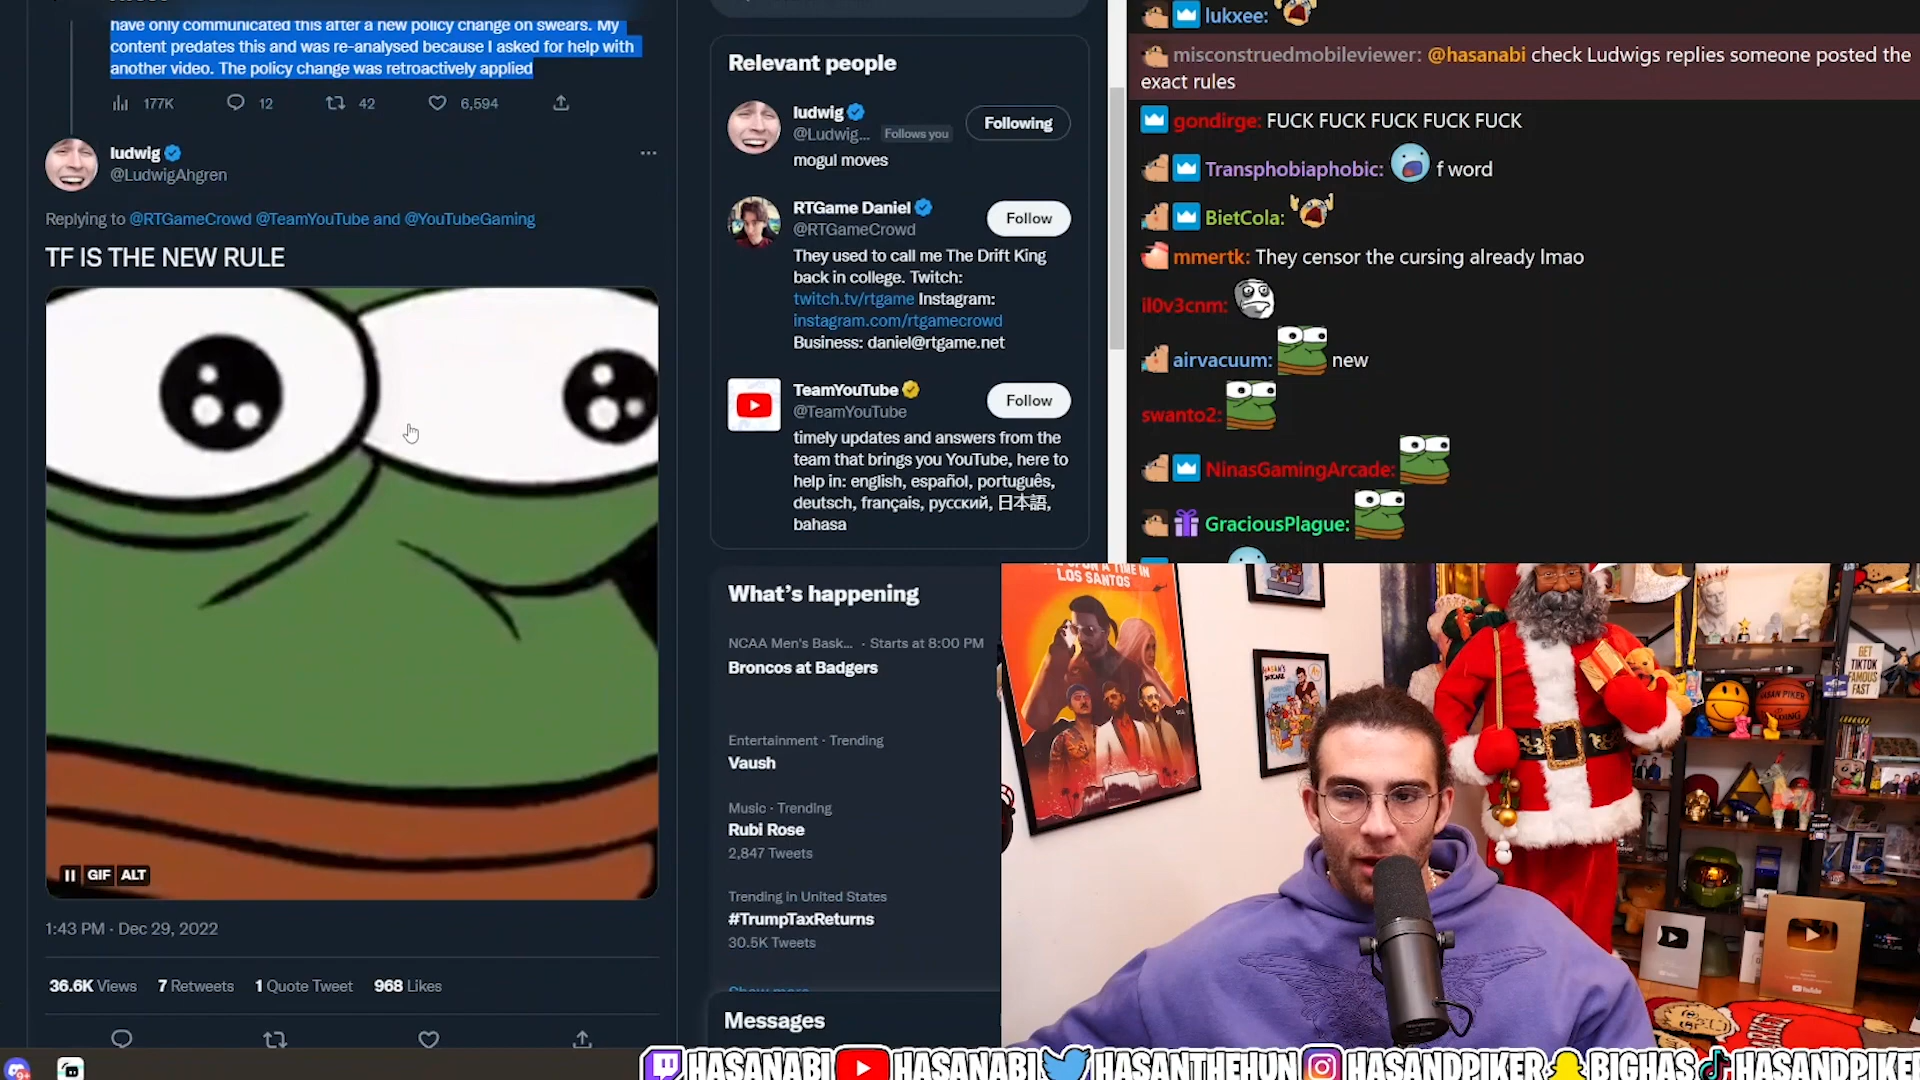 have only communicated this after a new policy change on swears. My
content predates this and was re-analysed because I asked for help with
another video. The policy change was retroactively applied
177K 12 42 6,594
ludwig
@LudwigAhgren
Replying to @RTGameCrowd @TeamYouTube and @YouTubeGaming
TF IS THE NEW RULE
GIF ALT
1:43 PM · Dec 29, 2022
36.6K Views 7 Retweets 1 Quote Tweet 968 Likes
Relevant people
ludwig
@Ludwig... Follows you
Following
mogul moves
RTGame Daniel
@RTGameCrowd
Follow
They used to call me The Drift King
back in college. Twitch:
twitch.tv/rtgame Instagram:
instagram.com/rtgamecrowd
Business: daniel@rtgame.net
TeamYouTube
@TeamYouTube
Follow
timely updates and answers from the
team that brings you YouTube, here to
help in: english, español, português,
deutsch, français, русский, 日本語,
bahasa
What's happening
NCAA Men's Bask... · Starts at 8:00 PM
Broncos at Badgers
Entertainment · Trending
Vaush
Music · Trending
Rubi Rose
2,847 Tweets
Trending in United States
#TrumpTaxReturns
30.5K Tweets
Show more
Messages
lukxee:
misconstruedmobileviewer: @hasanabi check Ludwigs replies someone posted the
exact rules
gondirge: FUCK FUCK FUCK FUCK FUCK
Transphobiaphobic: f word
BietCola:
mmertk: They censor the cursing already lmao
il0v3cnm:
airvacuum: new
swanto2:
NinasGamingArcade:
GraciousPlague:
LOS SANTOS
GET
TIKTOK
FAMOUS
FAST
HASAN PIKER
HASANABI HASANABI HASANTHEHUN HASANDPIKER BIGHAS HASANDPIKER